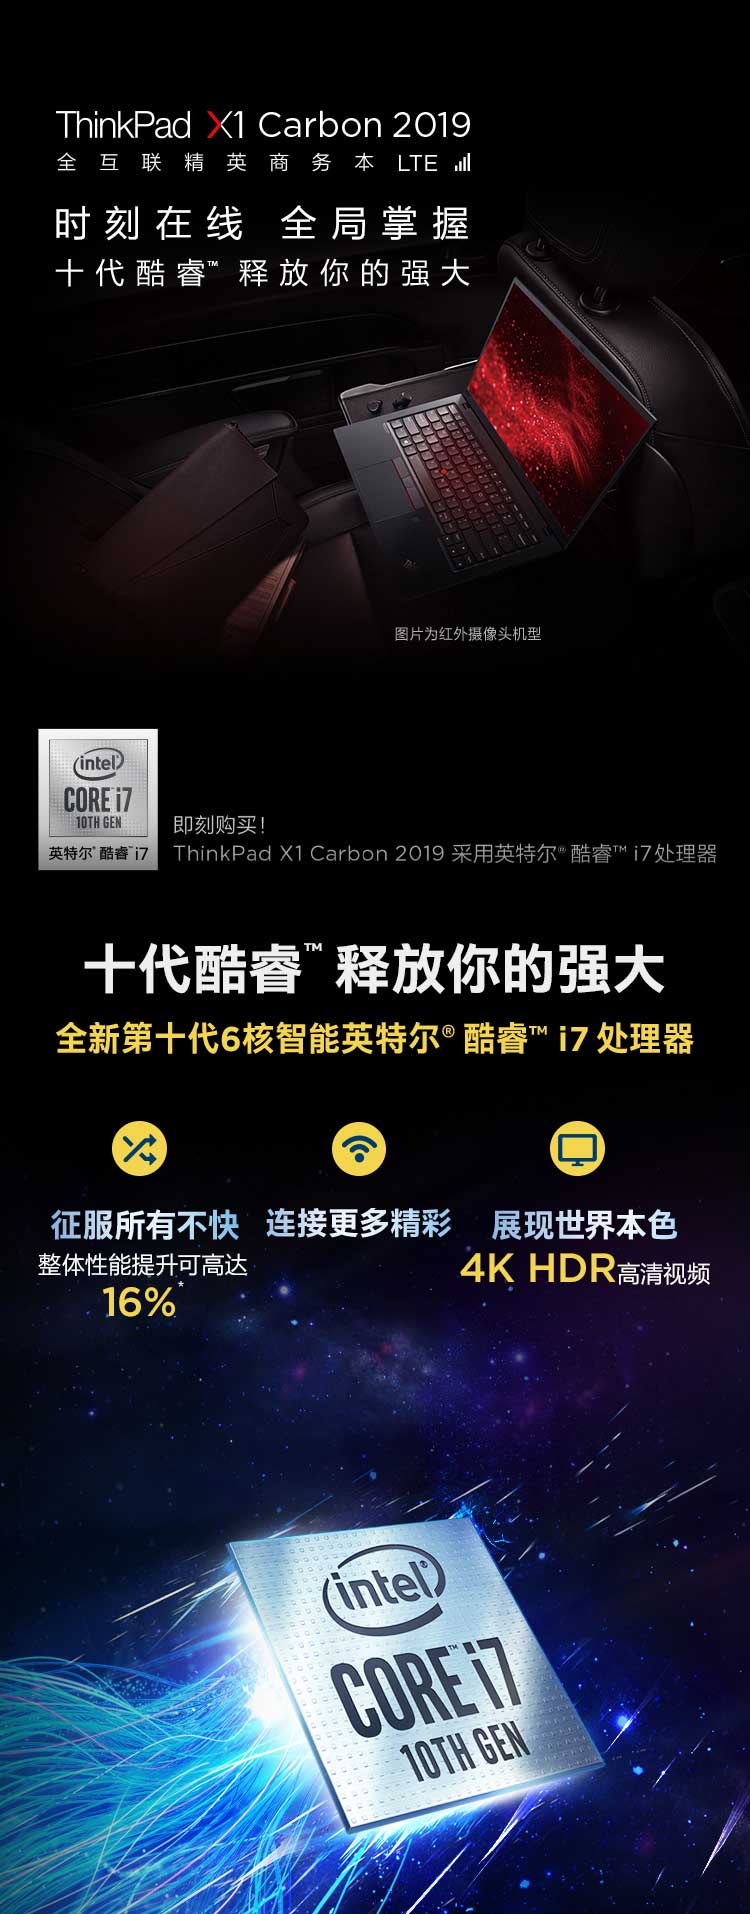 ThinkPad X1 Carbon 2019
全互联精英商务本 LTE
时刻在线 全局掌握
十代酷睿™ 释放你的强大
图片为红外摄像头机型
intel
CORE i7
10TH GEN
英特尔® 酷睿™ i7
即刻购买！
ThinkPad X1 Carbon 2019 采用英特尔® 酷睿™ i7处理器
十代酷睿™ 释放你的强大
全新第十代6核智能英特尔® 酷睿™ i7 处理器
征服所有不快
整体性能提升可高达
16%*
连接更多精彩
展现世界本色
4K HDR高清视频
intel®
CORE™ i7
10TH GEN